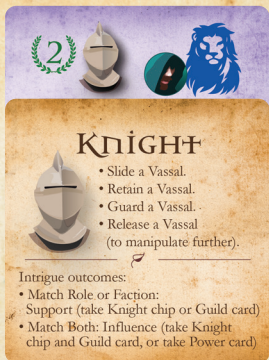 2
Knight
• Slide a Vassal.
• Retain a Vassal.
• Guard a Vassal.
• Release a Vassal
(to manipulate further).
Intrigue outcomes:
• Match Role or Faction:
Support (take Knight chip or Guild card)
• Match Both: Influence (take Knight
chip and Guild card, or take Power card)